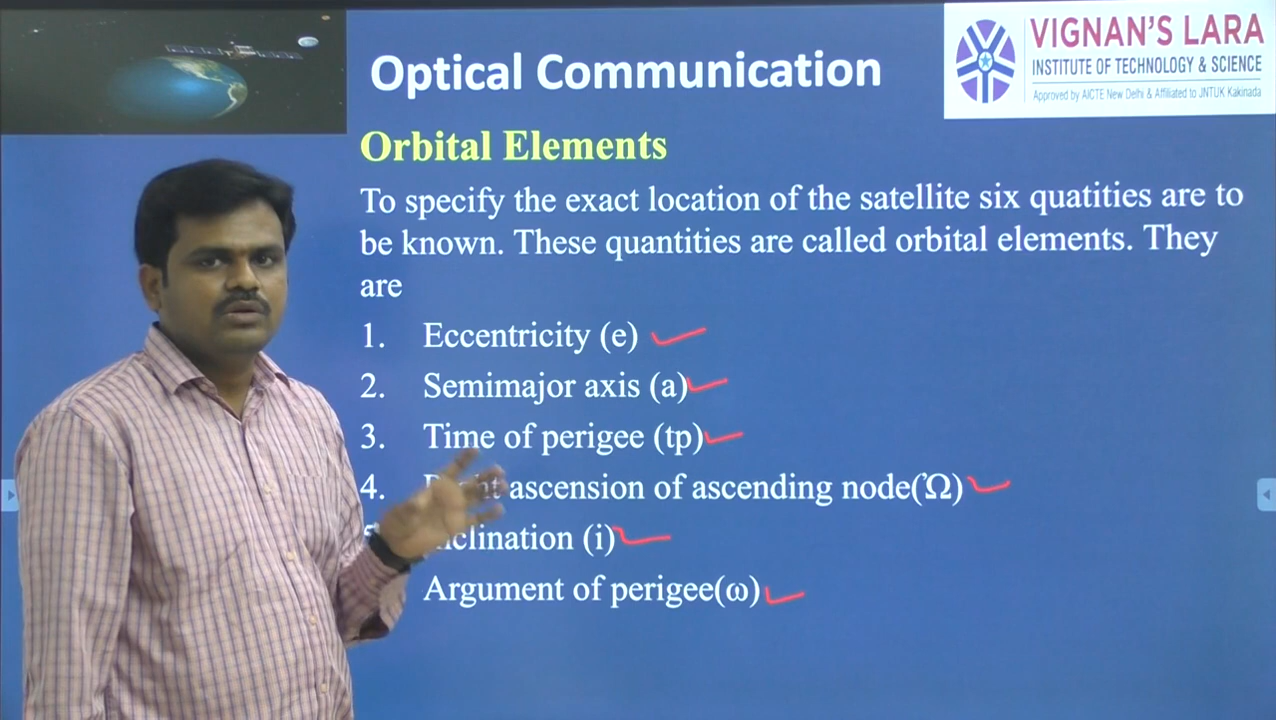 Optical Communication
VIGNAN'S LARA
INSTITUTE OF TECHNOLOGY & SCIENCE
Approved by AICTE New Delhi & Affiliated to JNTUK Kakinada
Orbital Elements
To specify the exact location of the satellite six quatities are to
be known. These quantities are called orbital elements. They
are
1. Eccentricity (e)
2. Semimajor axis (a)
3. Time of perigee (tp)
4. ascension of ascending node(Ώ)
(i)
Argument of perigee(ω)